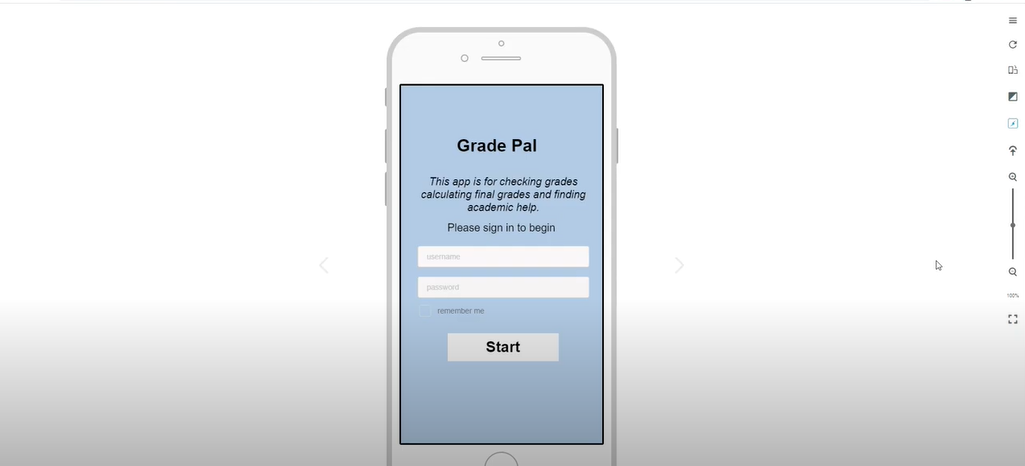 Grade Pal
This app is for checking grades
calculating final grades and finding
academic help.
Please sign in to begin
username
password
remember me
Start
100%